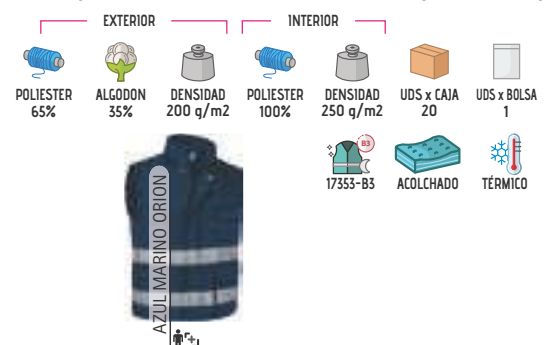 EXTERIOR
INTERIOR
POLIESTER
65%
ALGODON
35%
DENSIDAD
200 g/m2
POLIESTER
100%
DENSIDAD
250 g/m2
UDS x CAJA
20
UDS x BOLSA
1
B3
17353-B3
ACOLCHADO
TÉRMICO
AZUL MARINO ORION